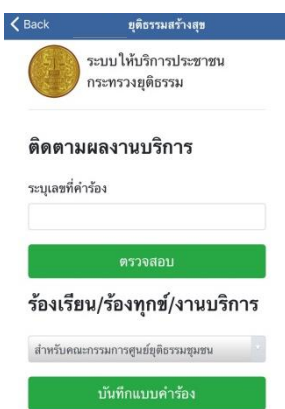 Back ยุติธรรมสร้างสุข
ระบบให้บริการประชาชน
กระทรวงยุติธรรม
ติดตามผลงานบริการ
ระบุเลขที่คำร้อง
ตรวจสอบ
ร้องเรียน/ร้องทุกข์/งานบริการ
สำหรับคณะกรรมการศูนย์ยุติธรรมชุมชน
บันทึกแบบคำร้อง